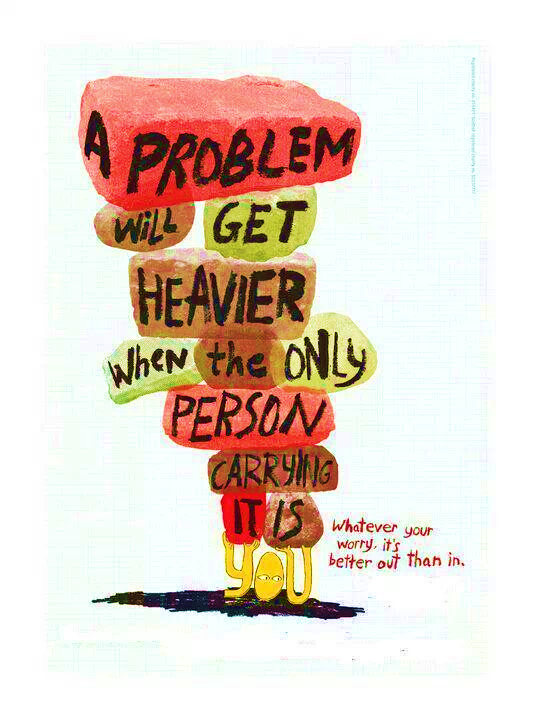 A PROBLEM
WiLL GET
HEAVIER
WhEN the ONLy
PERSON
CARRyING
IT IS
yOU
Whatever your
worry, it's
better out than in.